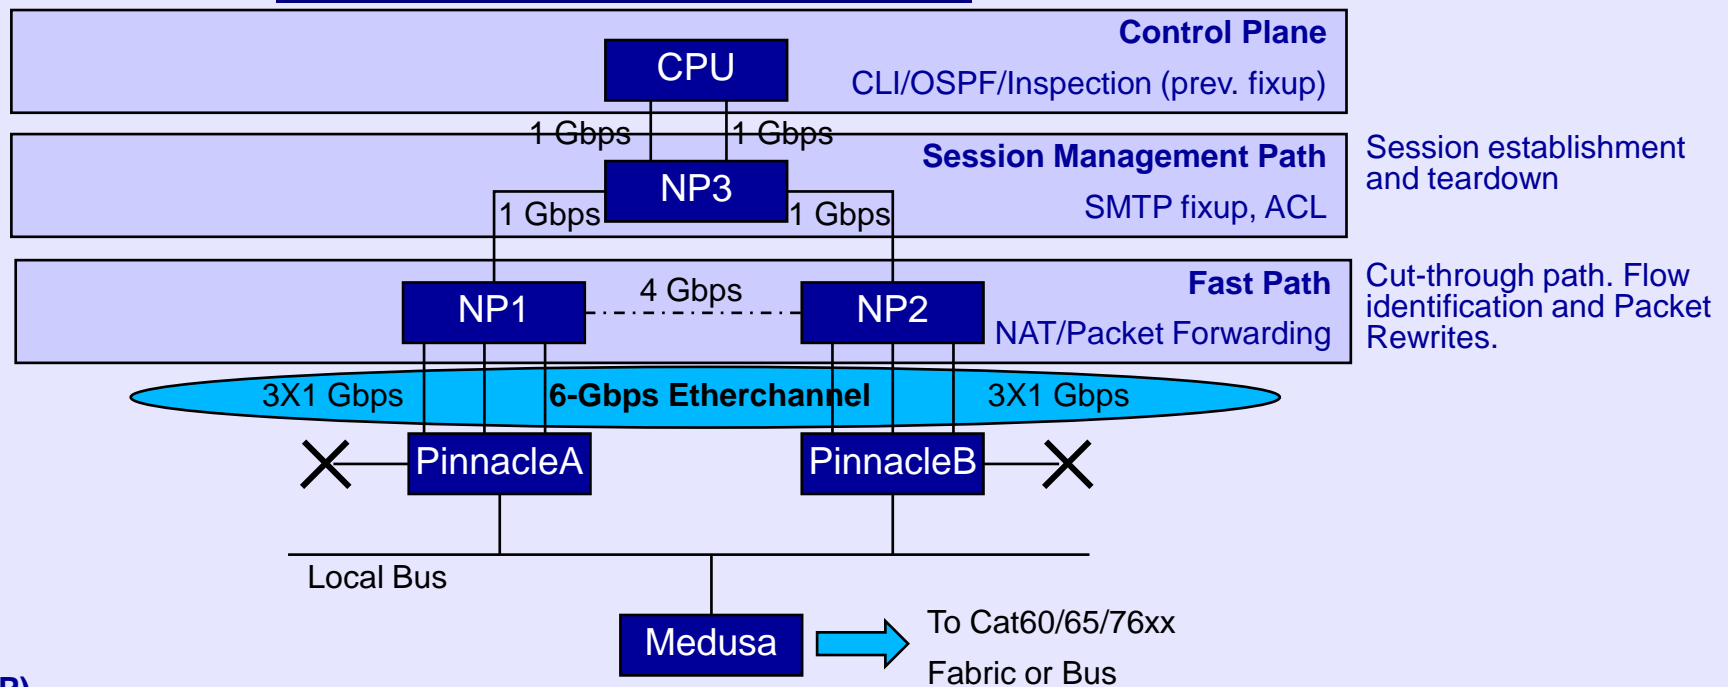 Control Plane
CPU
CLI/OSPF/Inspection (prev. fixup)
1 Gbps 1 Gbps
Session Management Path
NP3
1 Gbps 1 Gbps
SMTP fixup, ACL
Session establishment
and teardown
Fast Path
4 Gbps
NP1 NP2
NAT/Packet Forwarding
Cut-through path. Flow
identification and Packet
Rewrites.
3X1 Gbps 6-Gbps Etherchannel 3X1 Gbps
PinnacleA PinnacleB
Local Bus
Medusa
To Cat60/65/76xx
Fabric or Bus